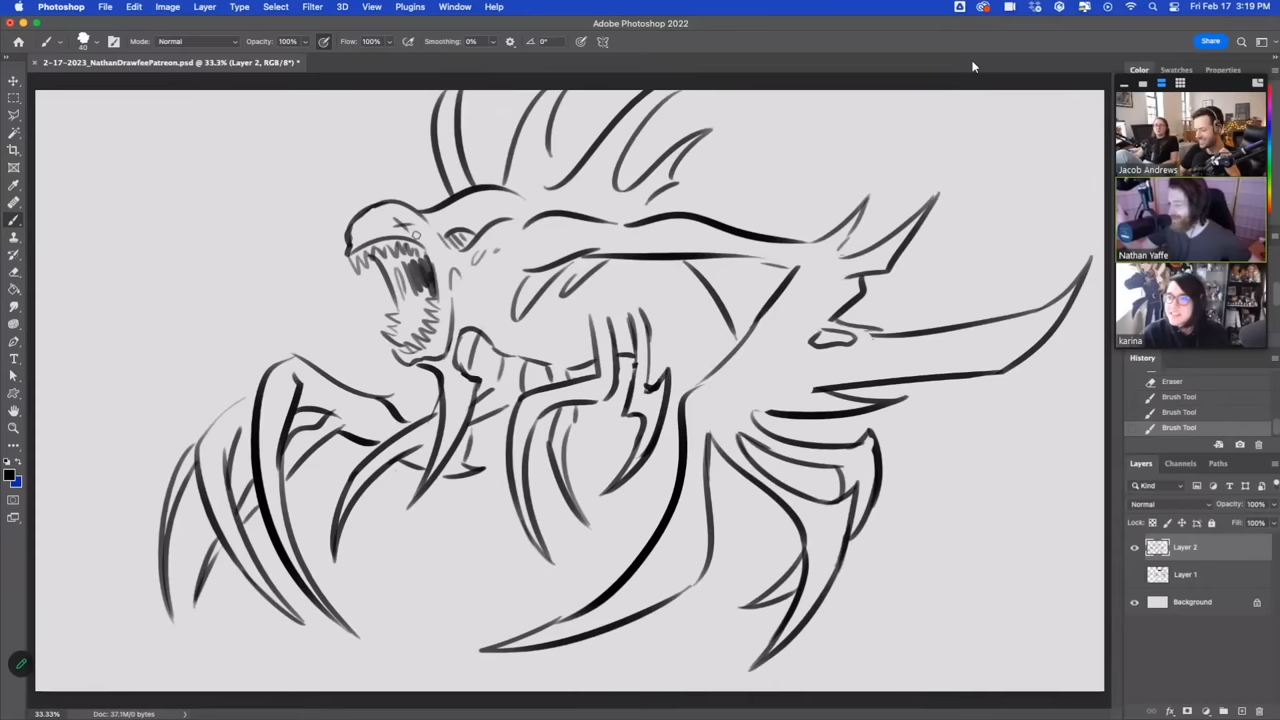 Photoshop File Edit Image Layer Type Select Filter 3D View Plugins Window Help Fri Feb 17 3:19 PM
Adobe Photoshop 2022
40 Mode: Normal Opacity: 100% Flow: 100% Smoothing: 0% 0° Share
2-17-2023_NathanDrawfeePatreon.psd @ 33.3% (Layer 2, RGB/8*) *
Color Swatches Properties
Jacob Andrews
Nathan Yaffe
karina
History
Eraser
Brush Tool
Brush Tool
Brush Tool
Layers Channels Paths
Kind
Normal Opacity: 100%
Lock: Fill: 100%
Layer 2
Layer 1
Background
33.33% Doc: 37.1M/0 bytes